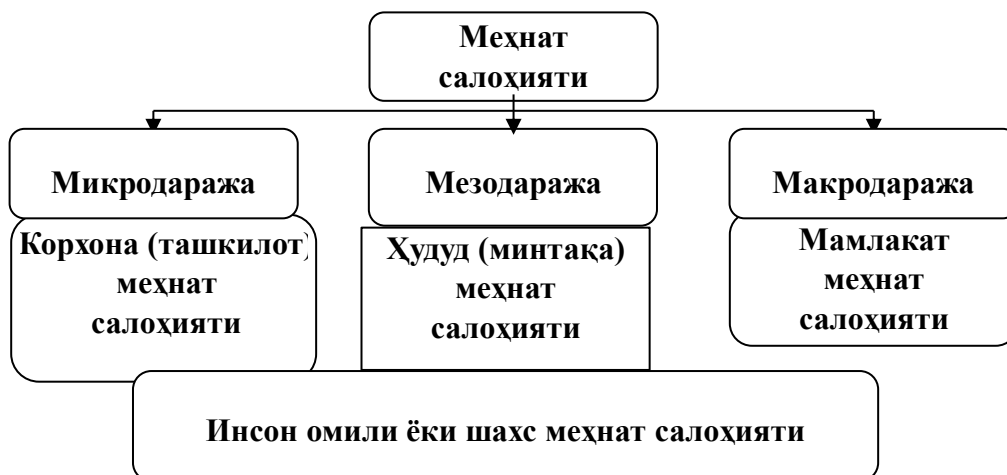 Меҳнат
салоҳияти
Микродаража
Мезодаража
Макродаража
Корхона (ташкилот)
меҳнат
салоҳияти
Ҳудуд (минтақа)
меҳнат
салоҳияти
Мамлакат
меҳнат
салоҳияти
Инсон омили ёки шахс меҳнат салоҳияти